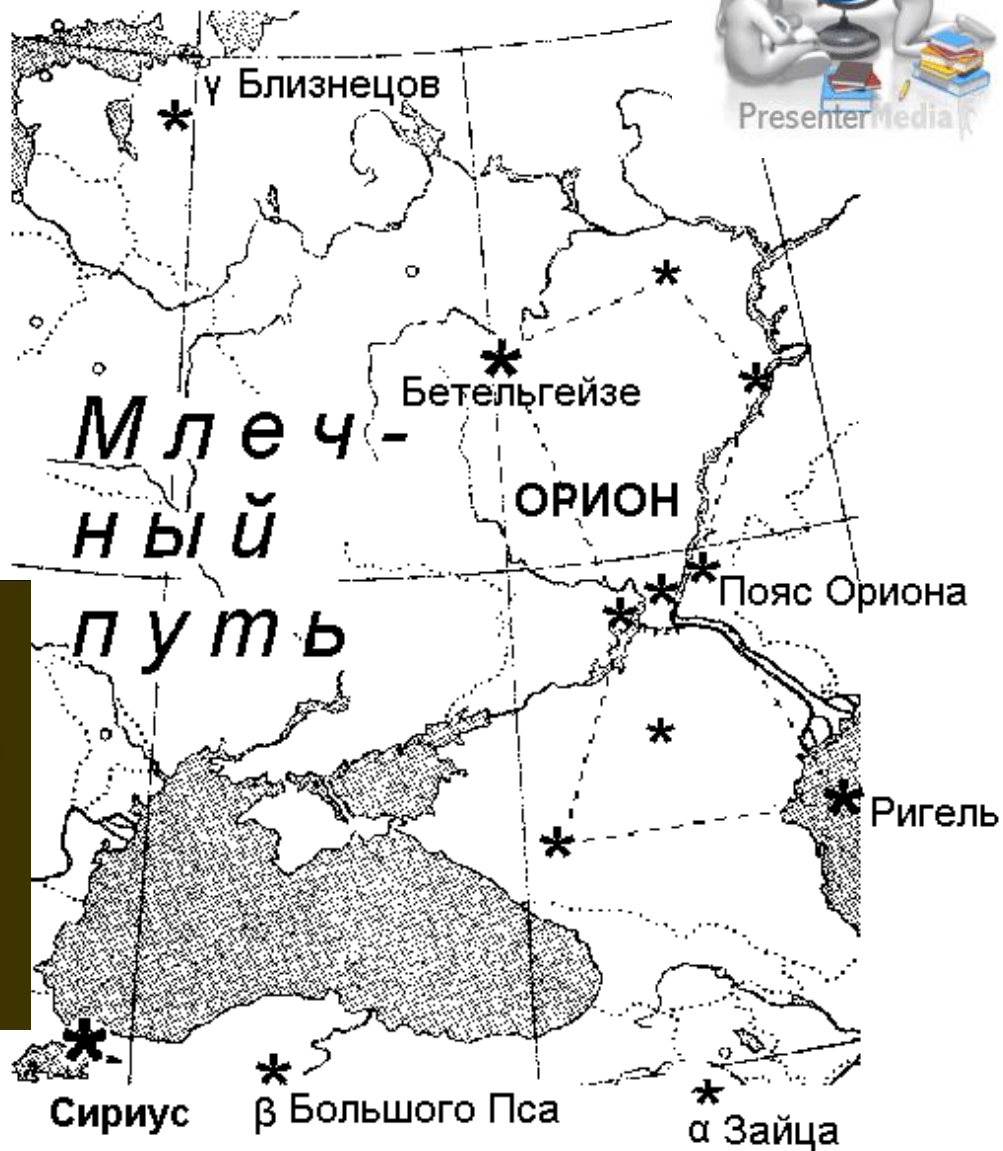 PresenterMedia
γ Близнецов
Бетельгейзе
Млеч-
ный
путь
ОРИОН
Пояс Ориона
Ригель
Сириус
β Большого Пса
α Зайца